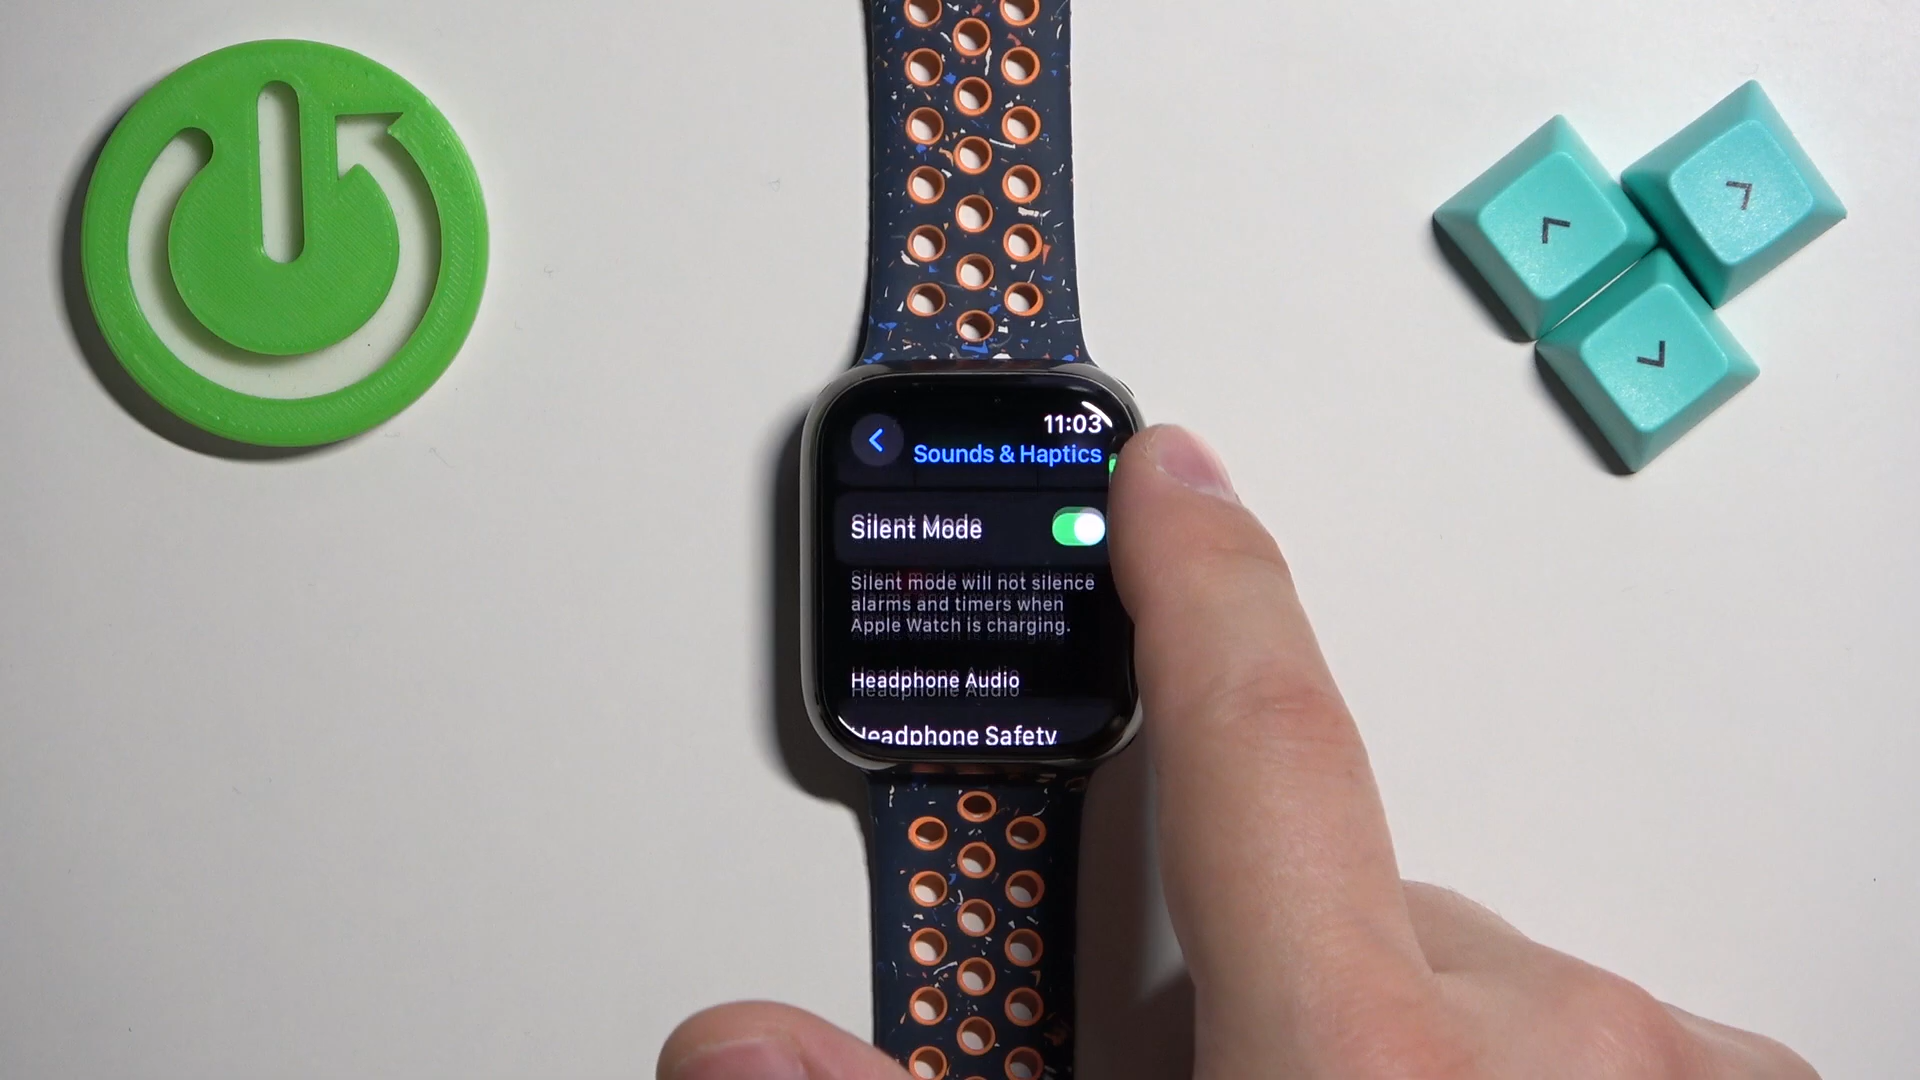 11:03
Sounds & Haptics
Silent Mode
Silent mode will not silence
alarms and timers when
Apple Watch is charging.
Headphone Audio
Headphone Safety